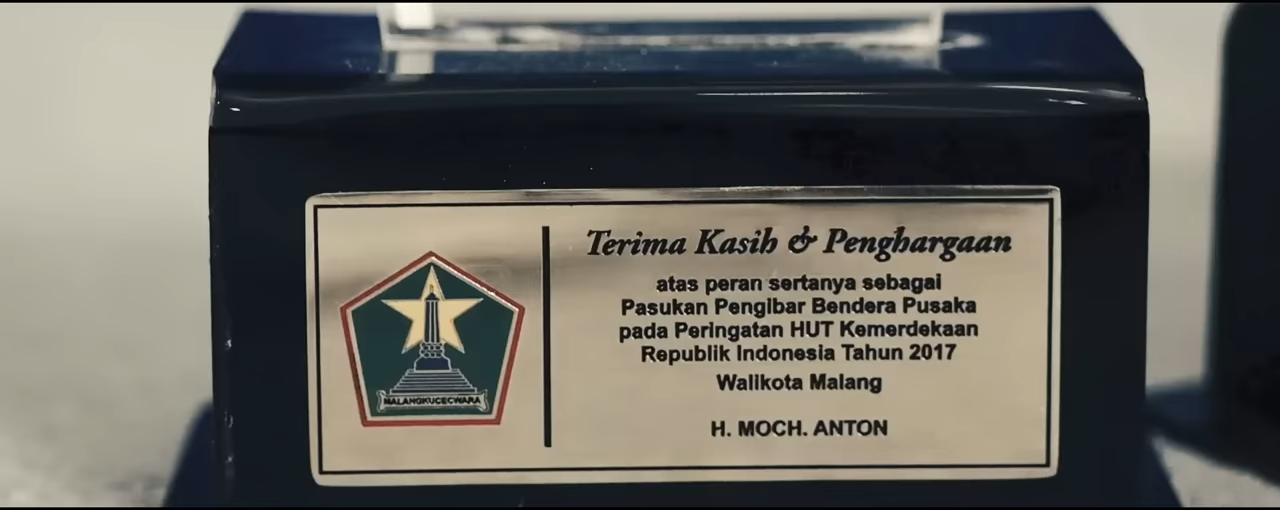 MALANGKUCECWARA
Terima Kasih & Penghargaan
atas peran sertanya sebagai
Pasukan Pengibar Bendera Pusaka
pada Peringatan HUT Kemerdekaan
Republik Indonesia Tahun 2017
Walikota Malang
H. MOCH. ANTON